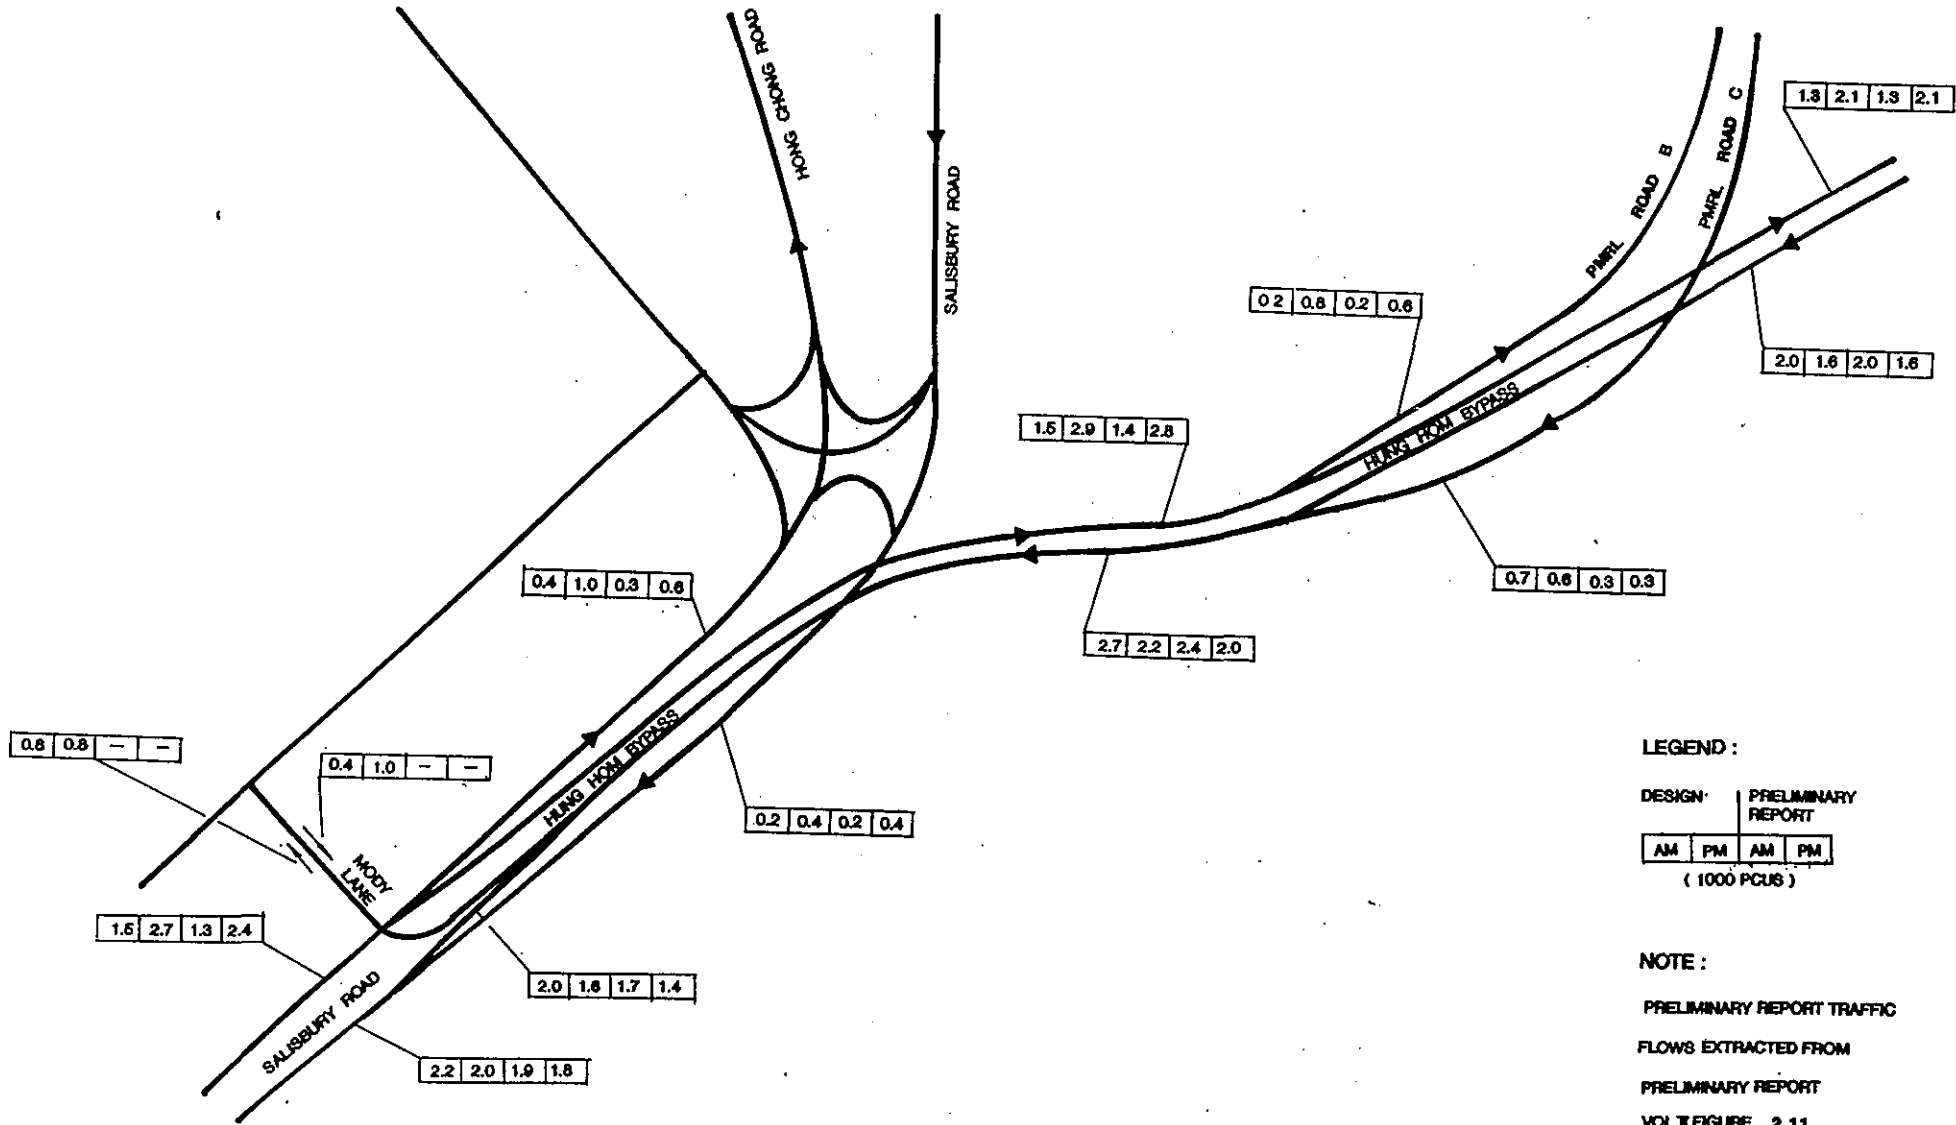 HONG CHONG ROAD
SALISBURY ROAD
PMRL ROAD B
PMRL ROAD C
1.3 2.1 1.3 2.1
0 2 0.8 0.2 0.6
2.0 1.6 2.0 1.6
HUNG HOM BYPASS
1.5 2.9 1.4 2.8
0.7 0.6 0.3 0.3
0.4 1.0 0.3 0.6
2.7 2.2 2.4 2.0
HUNG HOM BYPASS
0.8 0.8 — —
0.4 1.0 — —
0.2 0.4 0.2 0.4
MODY LANE
1.5 2.7 1.3 2.4
2.0 1.6 1.7 1.4
SALISBURY ROAD
2.2 2.0 1.9 1.8
LEGEND :
DESIGN PRELIMINARY
REPORT
AM PM AM PM
( 1000 PCUS )
NOTE :
PRELIMINARY REPORT TRAFFIC
FLOWS EXTRACTED FROM
PRELIMINARY REPORT
FIGURE 2.11